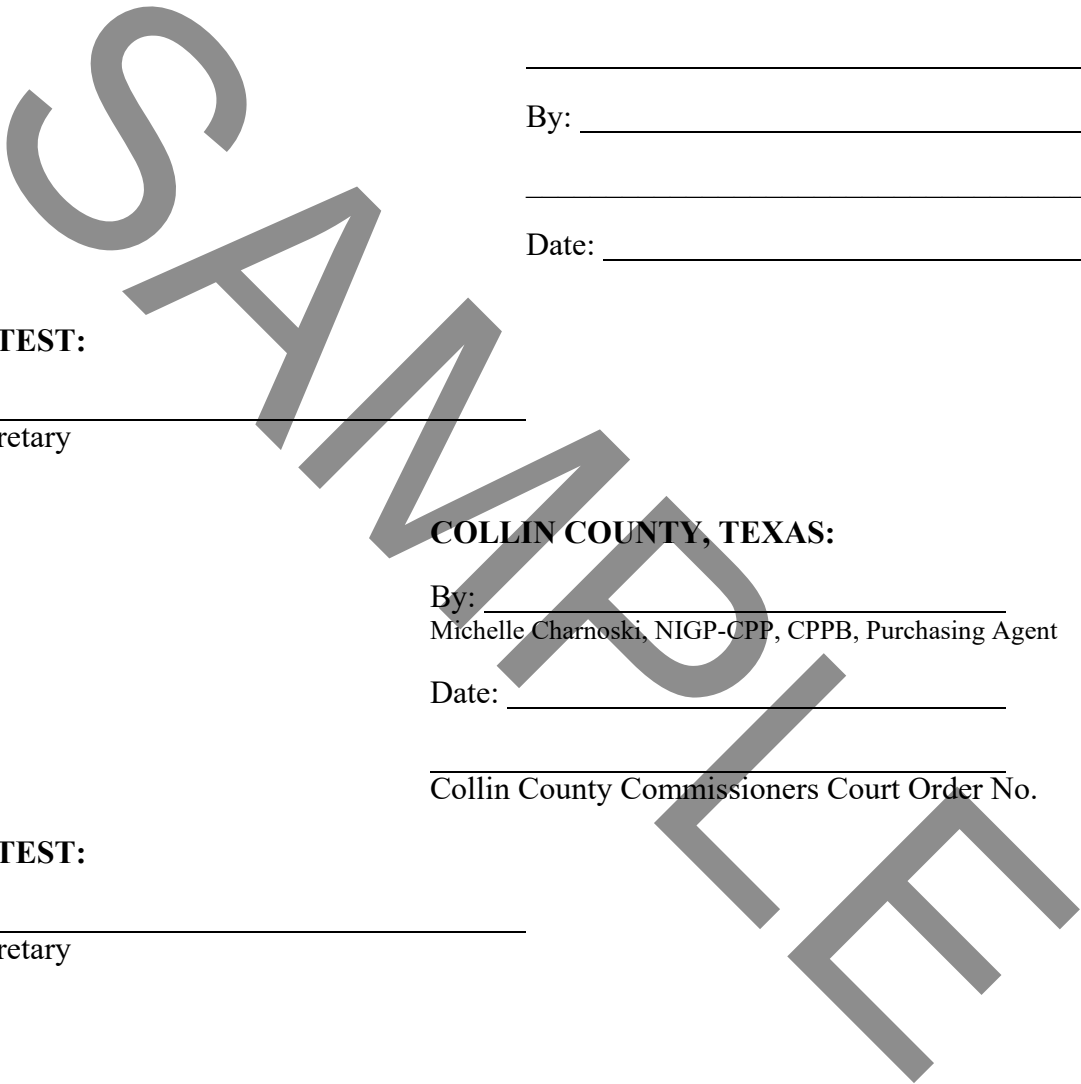 By:
Date:
TEST:
retary
COLLIN COUNTY, TEXAS:
By:
Michelle Charnoski, NIGP-CPP, CPPB, Purchasing Agent
Date:
Collin County Commissioners Court Order No.
TEST:
retary
SAMPLE